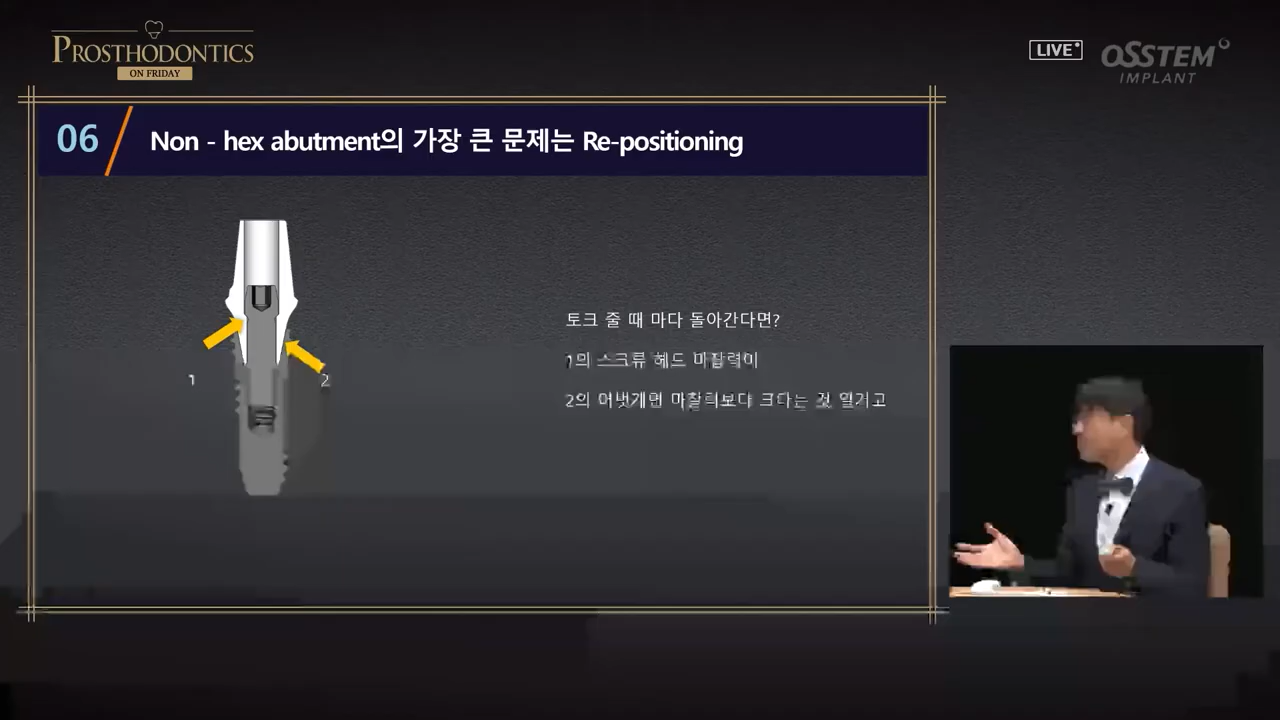 PROSTHODONTICS
ON FRIDAY
LIVE
OSSTEM
IMPLANT
06
Non - hex abutment의 가장 큰 문제는 Re-positioning
토크 줄 때 마다 돌아간다면?
1의 스크류 헤드 마찰력이
1
2
2의 어벗게먼 마찰력보다 크다는 것 일거고